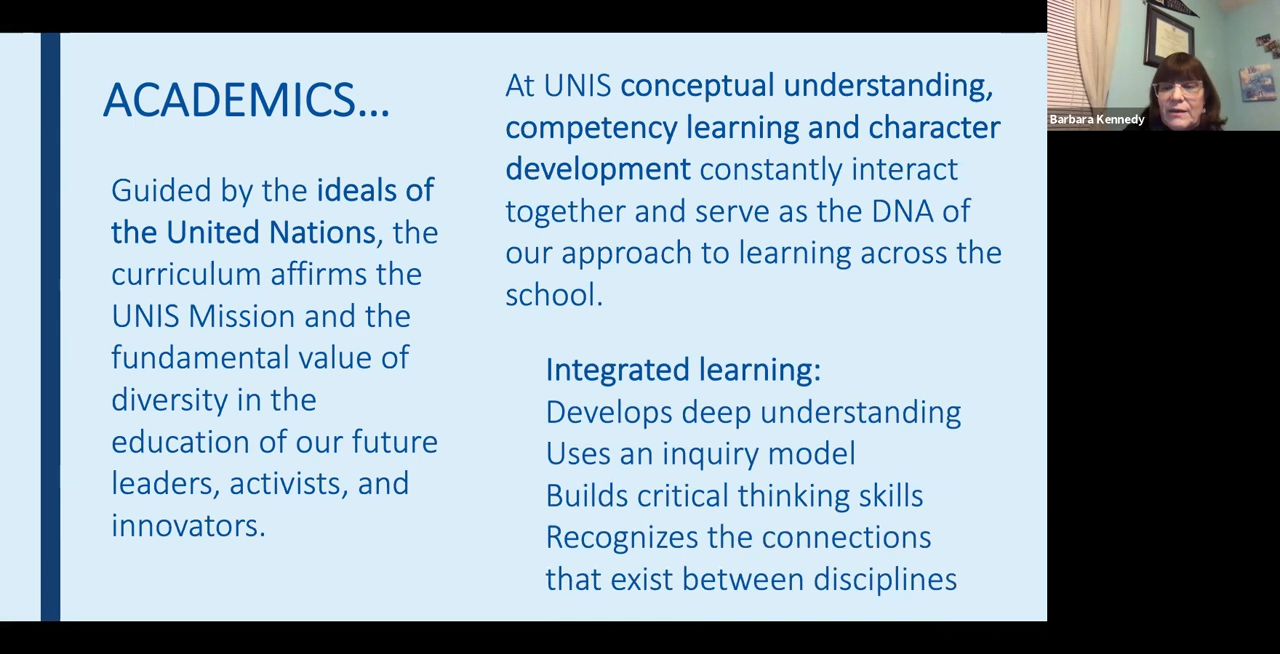 ACADEMICS...
Guided by the ideals of
the United Nations, the
curriculum affirms the
UNIS Mission and the
fundamental value of
diversity in the
education of our future
leaders, activists, and
innovators.
At UNIS conceptual understanding,
competency learning and character
development constantly interact
together and serve as the DNA of
our approach to learning across the
school.
Integrated learning:
Develops deep understanding
Uses an inquiry model
Builds critical thinking skills
Recognizes the connections
that exist between disciplines
Barbara Kennedy